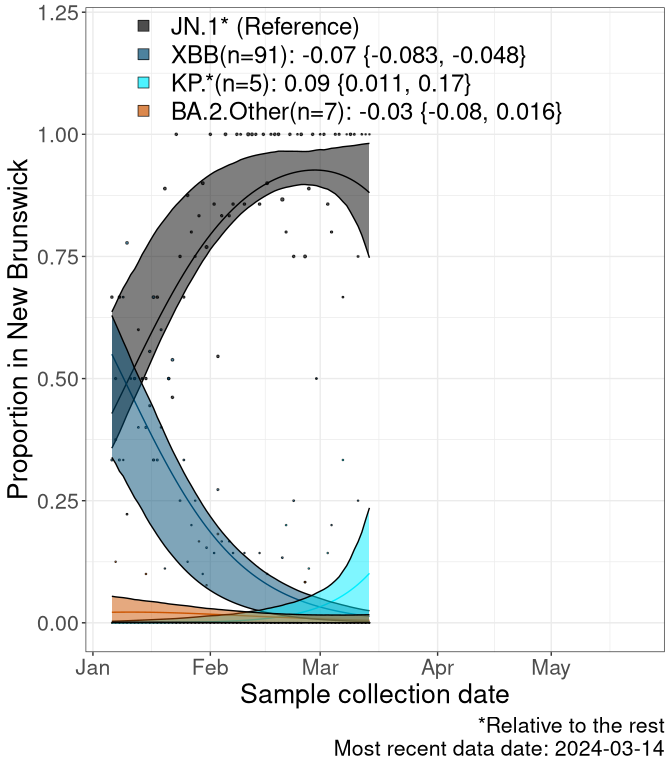 JN.1* (Reference)
XBB(n=91): -0.07 {-0.083, -0.048}
KP.*(n=5): 0.09 {0.011, 0.17}
BA.2.Other(n=7): -0.03 {-0.08, 0.016}
1.25
1.00
0.75
0.50
0.25
0.00
Proportion in New Brunswick
Jan Feb Mar Apr May
Sample collection date
*Relative to the rest
Most recent data date: 2024-03-14